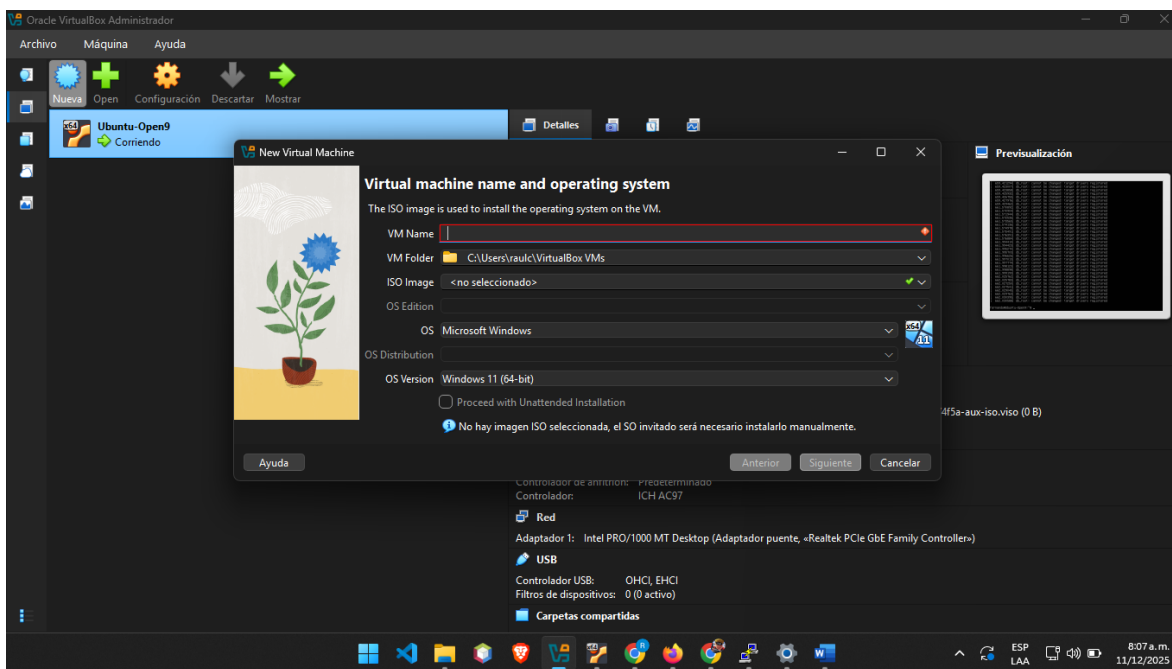 Oracle VirtualBox Administrador
Archivo Máquina Ayuda
Nueva Open Configuración Descartar Mostrar
x64 Ubuntu-Open9
Corriendo
Detalles
Previsualización
New Virtual Machine
Virtual machine name and operating system
The ISO image is used to install the operating system on the VM.
VM Name
VM Folder C:\Users\raulc\VirtualBox VMs
ISO Image <no seleccionado>
OS Edition
OS Microsoft Windows
x64 11
OS Distribution
OS Version Windows 11 (64-bit)
Proceed with Unattended Installation
No hay imagen ISO seleccionada, el SO invitado será necesario instalarlo manualmente.
Ayuda Anterior Siguiente Cancelar
4f5a-aux-iso.viso (0 B)
Controlador de anfitrión: Predeterminado
Controlador: ICH AC97
Red
Adaptador 1: Intel PRO/1000 MT Desktop (Adaptador puente, «Realtek PCIe GbE Family Controller»)
USB
Controlador USB: OHCI, EHCI
Filtros de dispositivos: 0 (0 activo)
Carpetas compartidas
ESP
LAA
8:07 a.m.
11/12/2025